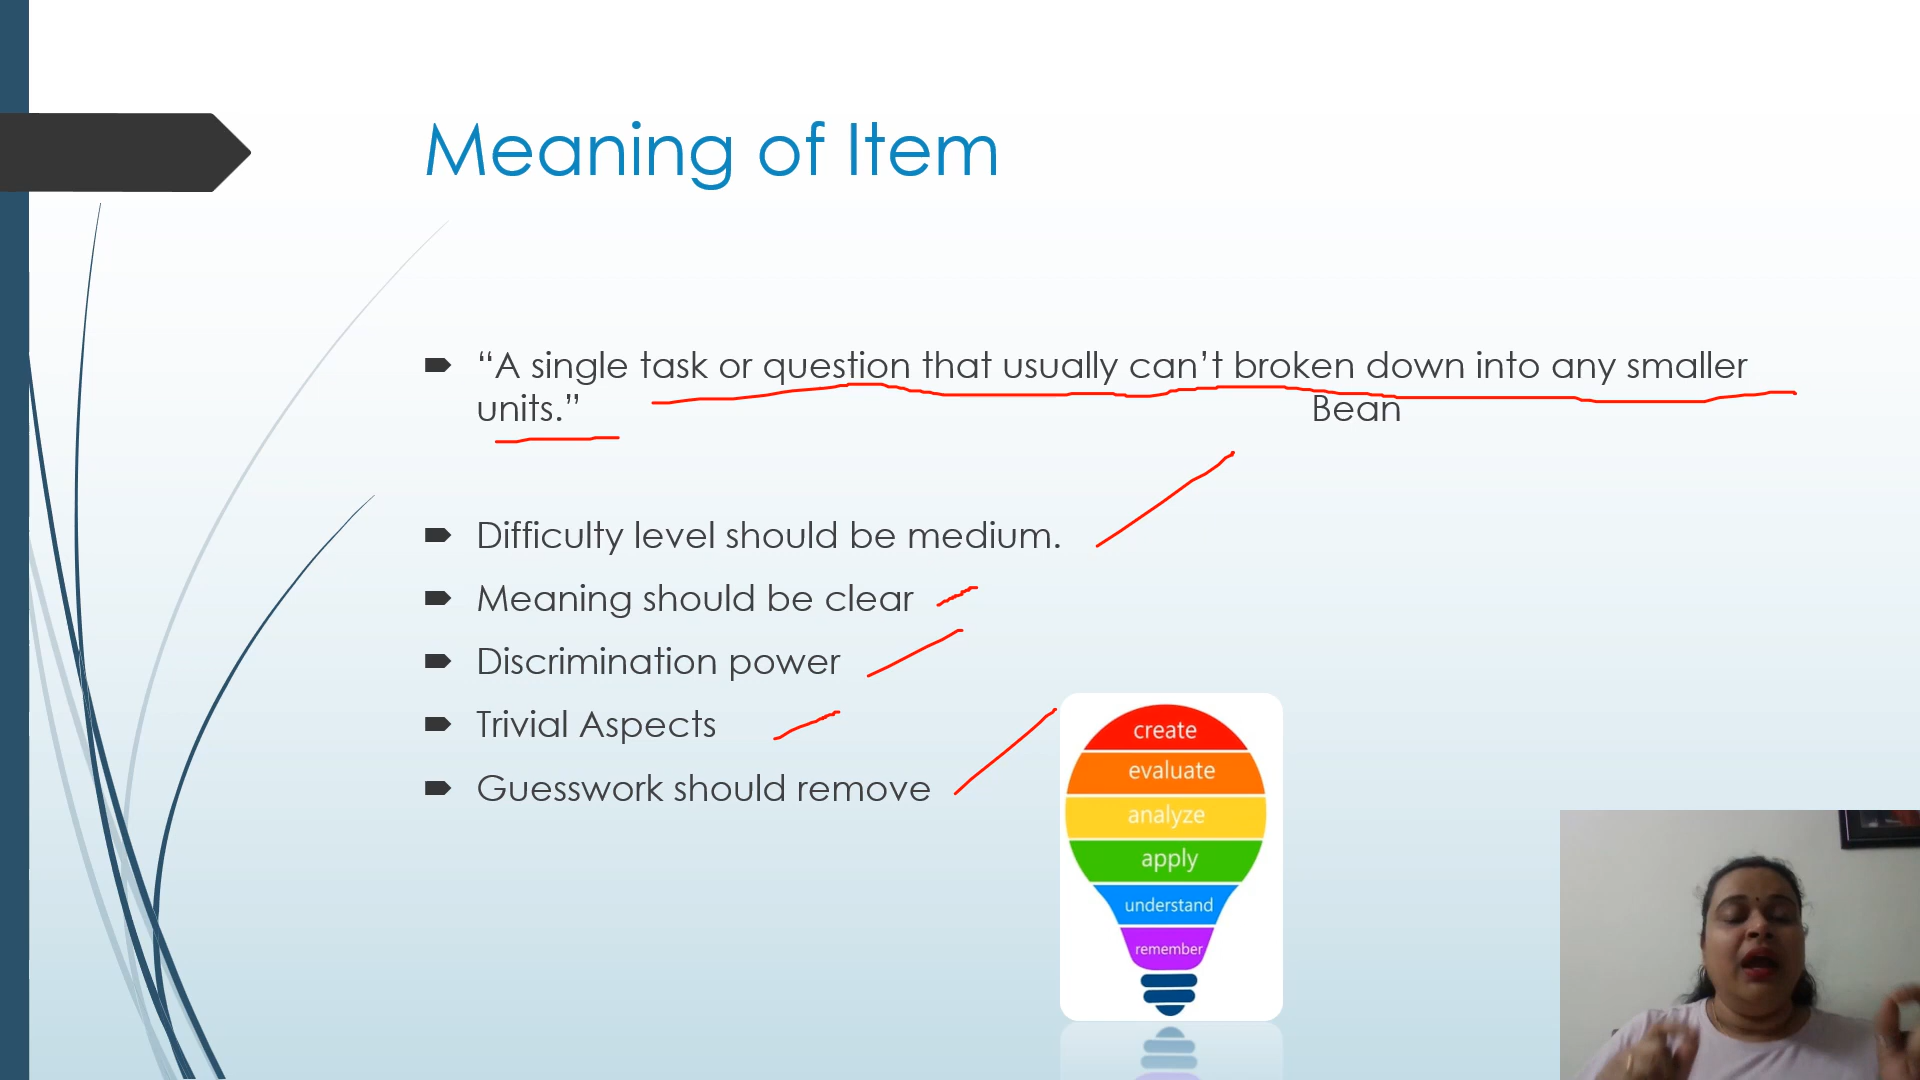 Meaning of Item
“A single task or question that usually can’t broken down into any smaller
units.” Bean
Difficulty level should be medium.
Meaning should be clear
Discrimination power
Trivial Aspects
Guesswork should remove
create
evaluate
analyze
apply
understand
remember